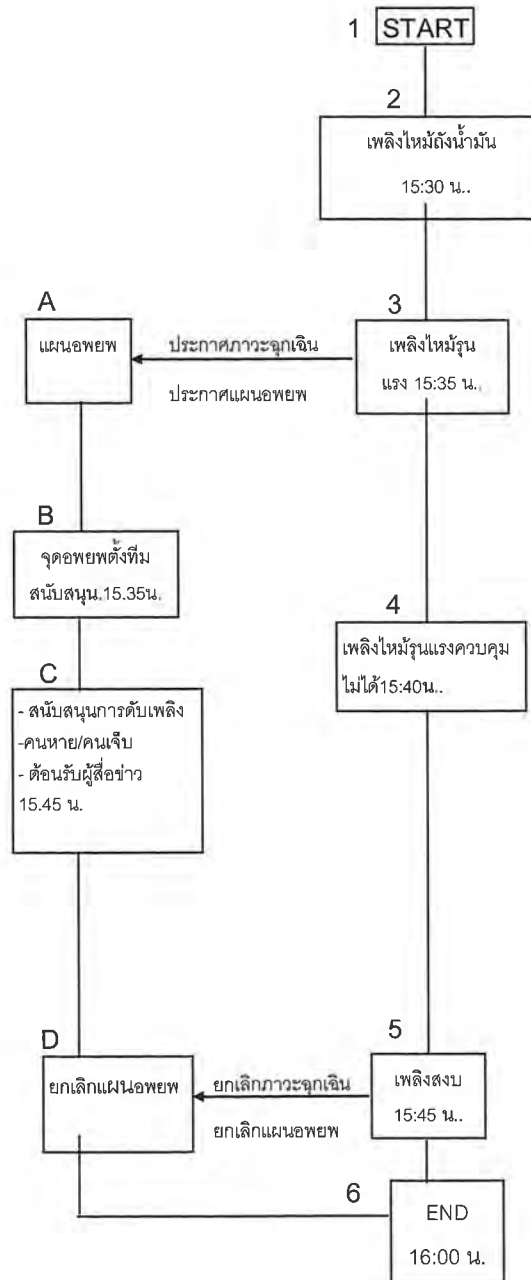 1 START
2
เพลิงไหม้ถังน้ำมัน
15:30 น..
A
3
แผนอพยพ
ประกาศภาวะฉุกเฉิน
ประกาศแผนอพยพ
เพลิงไหม้รุน
แรง 15:35 น..
B
จุดอพยพตั้งทีม
สนับสนุน.15.35น.
4
เพลิงไหม้รุนแรงควบคุม
ไม่ได้15:40น..
C
- สนับสนุนการดับเพลิง
-คนหาย/คนเจ็บ
- ต้อนรับผู้สื่อข่าว
15.45 น.
D
5
ยกเลิกแผนอพยพ
ยกเลิกภาวะฉุกเฉิน
ยกเลิกแผนอพยพ
เพลิงสงบ
15:45 น..
6
END
16:00 น.